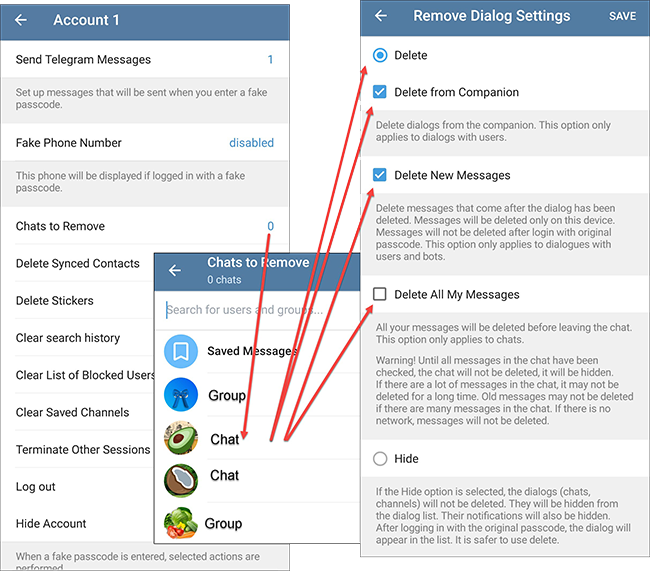 Account 1
Send Telegram Messages 1
Set up messages that will be sent when you enter a fake
passcode.
Fake Phone Number disabled
This phone will be displayed if logged in with a fake
passcode.
Chats to Remove 0
Delete Synced Contacts
Delete Stickers
Clear search history
Clear List of Blocked Users
Clear Saved Channels
Terminate Other Sessions
Log out
Hide Account
When a fake passcode is entered, selected actions are
performed
Chats to Remove
0 chats
Search for users and groups...
Saved Messages
Group
Chat
Chat
Group
Remove Dialog Settings SAVE
Delete
Delete from Companion
Delete dialogs from the companion. This option only
applies to dialogs with users.
Delete New Messages
Delete messages that come after the dialog has been
deleted. Messages will be deleted only on this device.
Messages will not be deleted after login with original
passcode. This option only applies to dialogues with
users and bots.
Delete All My Messages
All your messages will be deleted before leaving the chat.
This option only applies to chats.
Warning! Until all messages in the chat have been
checked, the chat will not be deleted, it will be hidden.
If there are a lot of messages in the chat, it may not be
deleted for a long time. Old messages may not be deleted
if there are many messages in the chat. If there is no
network, messages will not be deleted.
Hide
If the Hide option is selected, the dialogs (chats,
channels) will not be deleted. They will be hidden from
the dialog list. Their notifications will also be hidden.
After logging in with the original passcode, the dialog will
appear in the list. It is safer to use delete.